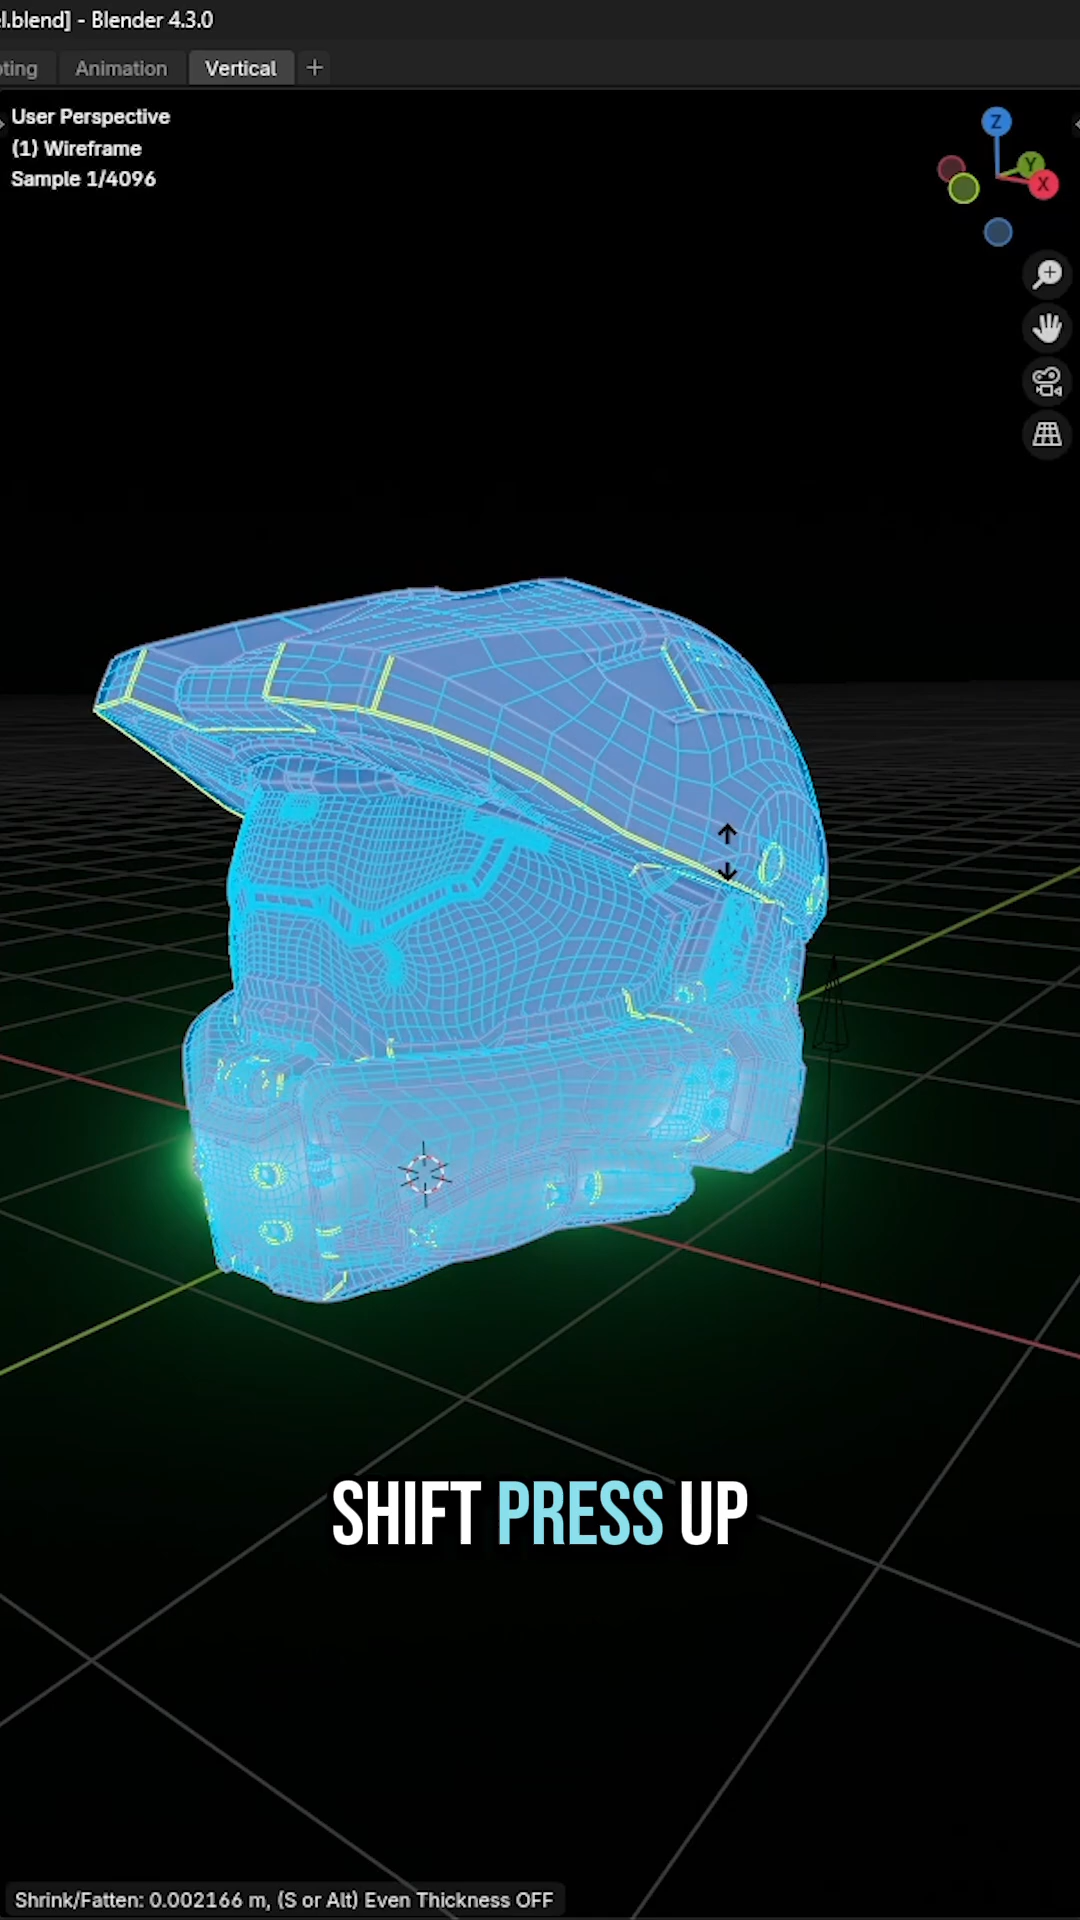 el.blend] - Blender 4.3.0
pting Animation Vertical +
User Perspective
(1) Wireframe
Sample 1/4096
Z
Y
X
SHIFT PRESS UP
Shrink/Fatten: 0.002166 m, (S or Alt) Even Thickness OFF